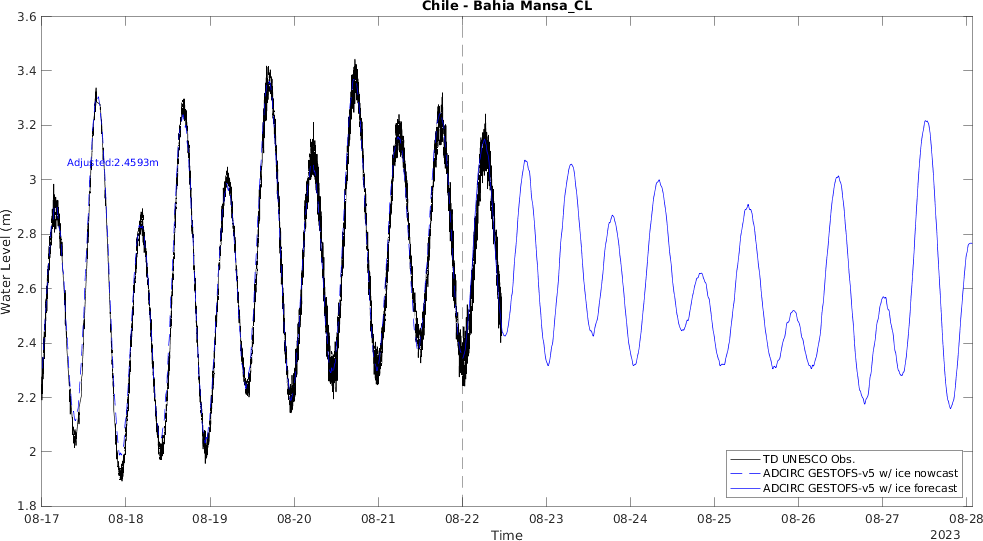 Chile - Bahia Mansa_CL
3.6
3.4
3.2
3
2.8
2.6
2.4
2.2
2
1.8
Water Level (m)
Adjusted:2.4593m
TD UNESCO Obs.
ADCIRC GESTOFS-v5 w/ ice nowcast
ADCIRC GESTOFS-v5 w/ ice forecast
08-17 08-18 08-19 08-20 08-21 08-22 08-23 08-24 08-25 08-26 08-27 08-28
Time
2023